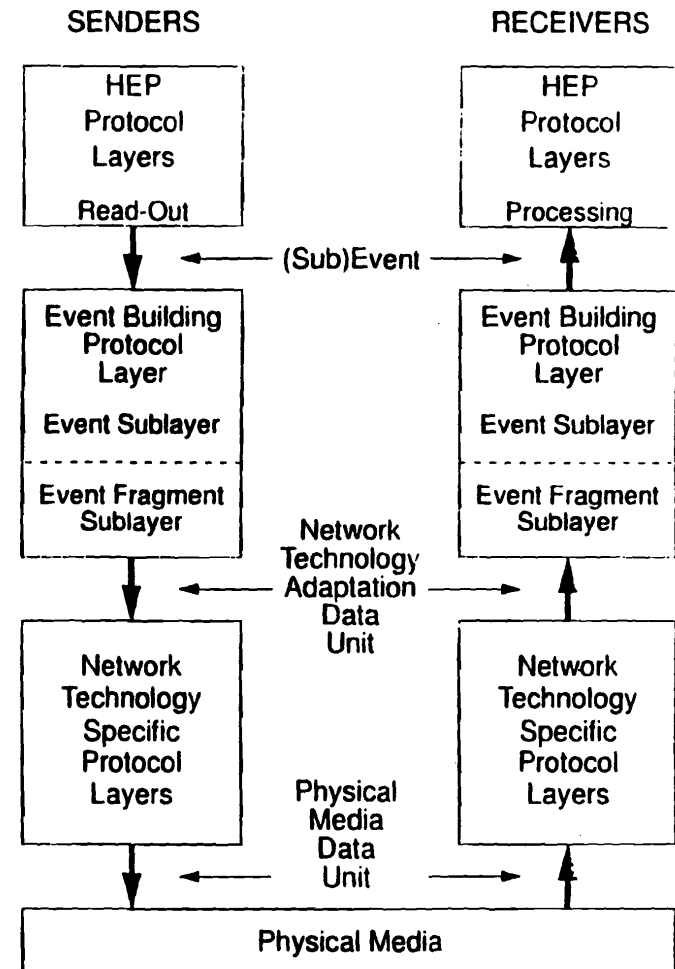 SENDERS
RECEIVERS
HEP
Protocol
Layers
Read-Out
HEP
Protocol
Layers
Processing
(Sub)Event
Event Building
Protocol
Layer
Event Sublayer
Event Fragment
Sublayer
Event Building
Protocol
Layer
Event Sublayer
Event Fragment
Sublayer
Network
Technology
Adaptation
Data
Unit
Network
Technology
Specific
Protocol
Layers
Network
Technology
Specific
Protocol
Layers
Physical
Media
Data
Unit
Physical Media